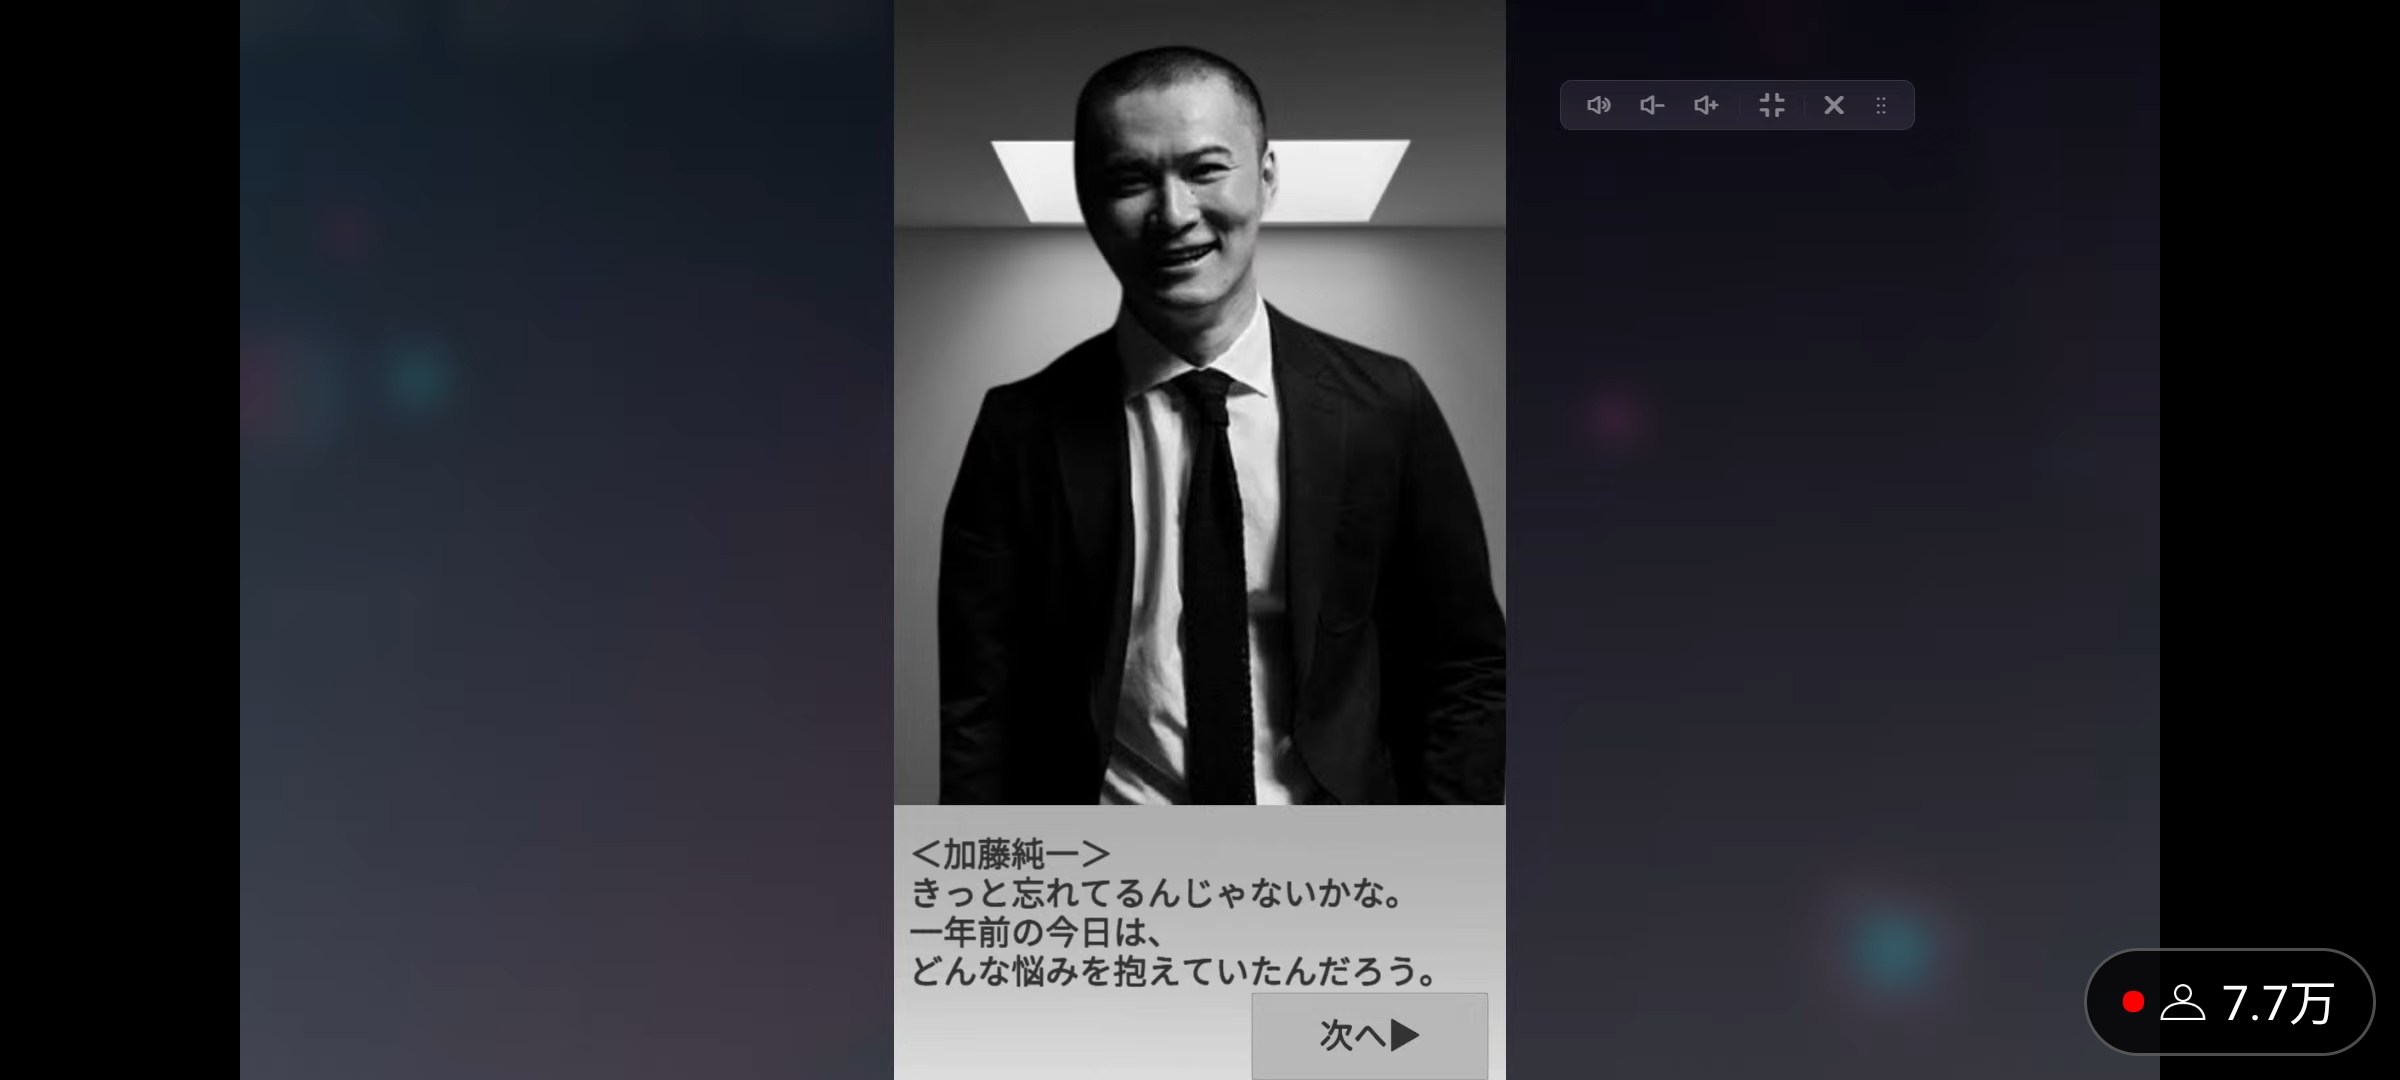 ＜加藤純一＞
きっと忘れてるんじゃないかな。
一年前の今日は、
どんな悩みを抱えていたんだろう。
次へ▶
7.7万